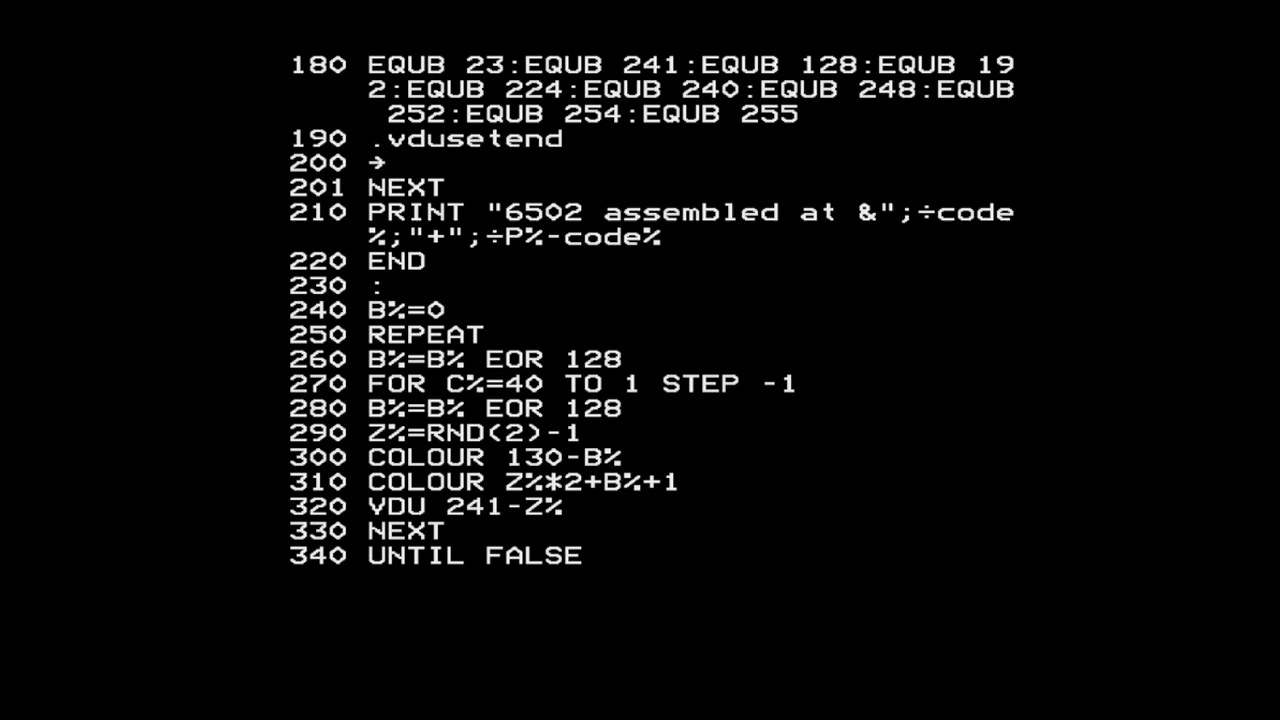 180 EQUB 23:EQUB 241:EQUB 128:EQUB 19
2:EQUB 224:EQUB 240:EQUB 248:EQUB
252:EQUB 254:EQUB 255
190 .vdusetend
200 →
201 NEXT
210 PRINT "6502 assembled at &";÷code
%;"+";÷P%-code%
220 END
230 :
240 B%=0
250 REPEAT
260 B%=B% EOR 128
270 FOR C%=40 TO 1 STEP -1
280 B%=B% EOR 128
290 Z%=RND(2)-1
300 COLOUR 130-B%
310 COLOUR Z%*2+B%+1
320 VDU 241-Z%
330 NEXT
340 UNTIL FALSE